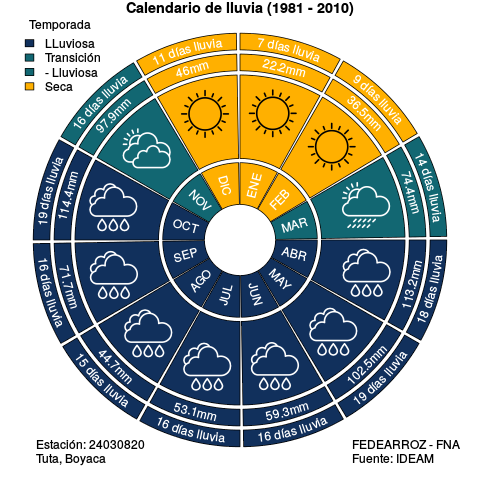 Calendario de lluvia (1981 - 2010)
Temporada
LLuviosa
Transición
- Lluviosa
Seca
7 días lluvia
22.2mm
ENE
9 días lluvia
36.5mm
FEB
14 días lluvia
74.4mm
MAR
18 días lluvia
113.2mm
ABR
19 días lluvia
102.5mm
MAY
16 días lluvia
59.3mm
JUN
16 días lluvia
53.1mm
JUL
15 días lluvia
44.7mm
AGO
16 días lluvia
71.7mm
SEP
19 días lluvia
114.4mm
OCT
16 días lluvia
97.9mm
NOV
11 días lluvia
46mm
DIC
Estación: 24030820
Tuta, Boyaca
FEDEARROZ - FNA
Fuente: IDEAM